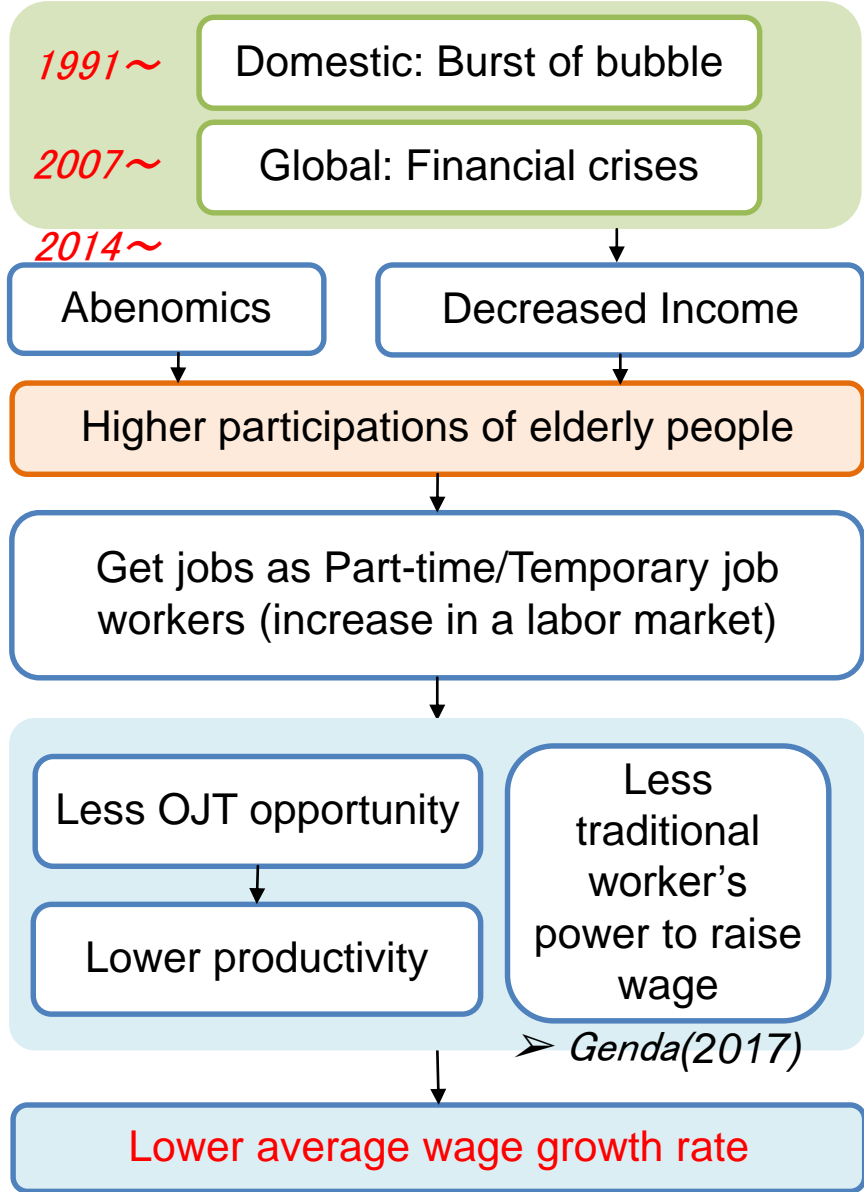 1991～
Domestic: Burst of bubble
2007～
Global: Financial crises
2014～
Abenomics
Decreased Income
Higher participations of elderly people
Get jobs as Part-time/Temporary job
workers (increase in a labor market)
Less OJT opportunity
Lower productivity
Less
traditional
worker’s
power to raise
wage
➢ Genda(2017)
Lower average wage growth rate